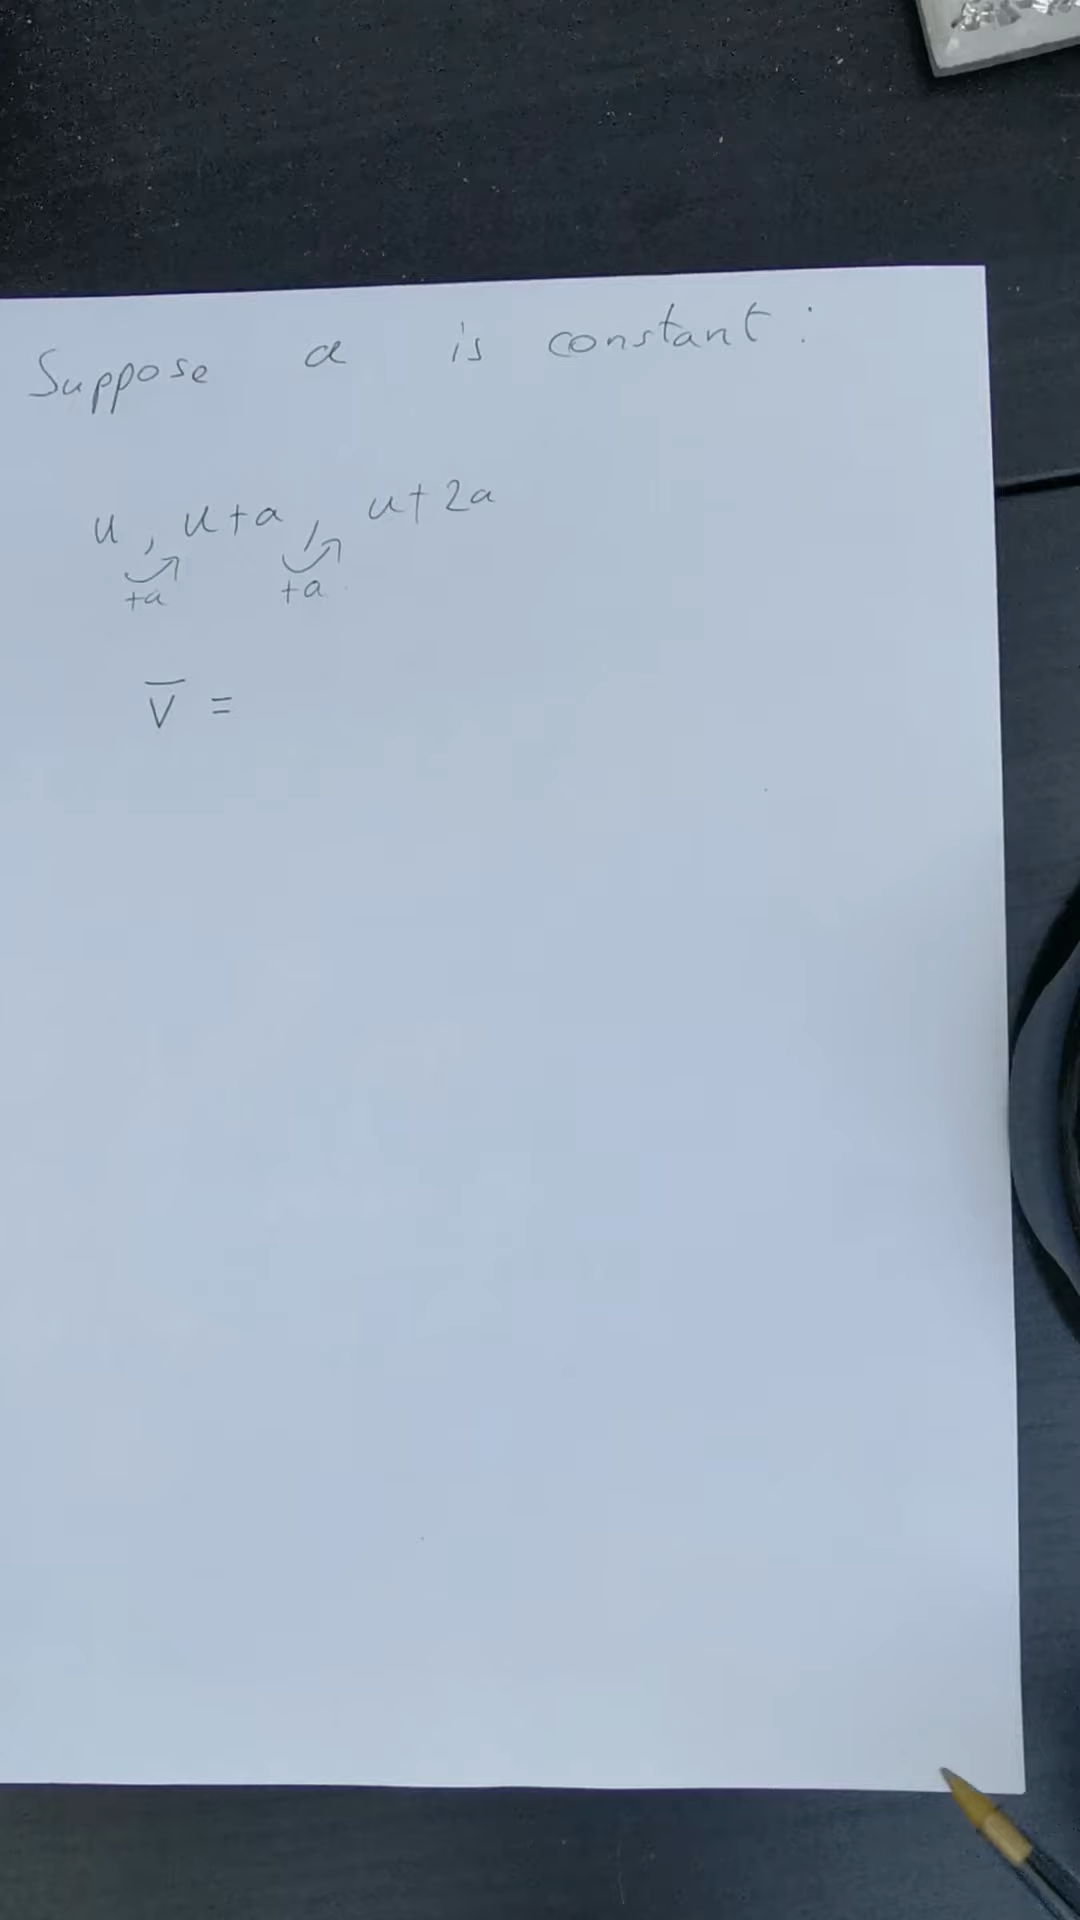 Suppose a is constant:
u, u+a, u+2a
+a +a
V̅ =